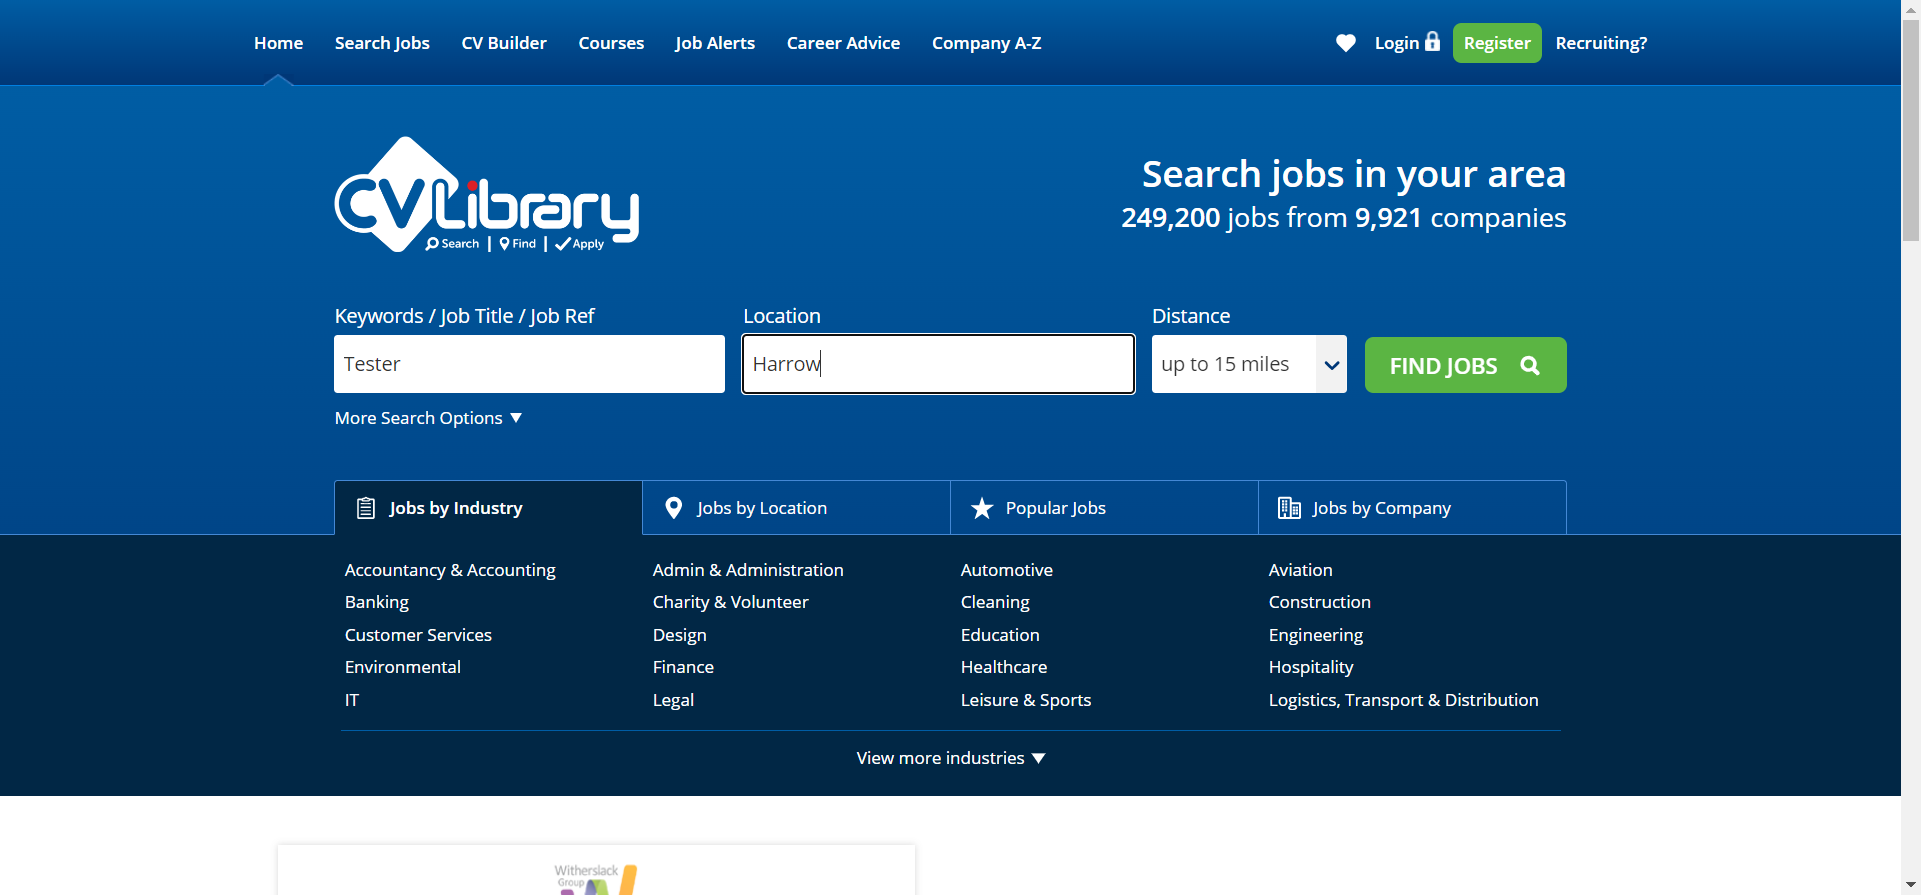 Home Search Jobs CV Builder Courses Job Alerts Career Advice Company A-Z Login Register Recruiting?
CVLibrary
Search | Find | Apply
Search jobs in your area
249,200 jobs from 9,921 companies
Keywords / Job Title / Job Ref Location Distance
Tester Harrow up to 15 miles FIND JOBS
More Search Options
Jobs by Industry Jobs by Location Popular Jobs Jobs by Company
Accountancy & Accounting Admin & Administration Automotive Aviation
Banking Charity & Volunteer Cleaning Construction
Customer Services Design Education Engineering
Environmental Finance Healthcare Hospitality
IT Legal Leisure & Sports Logistics, Transport & Distribution
View more industries
Witherslack
Group